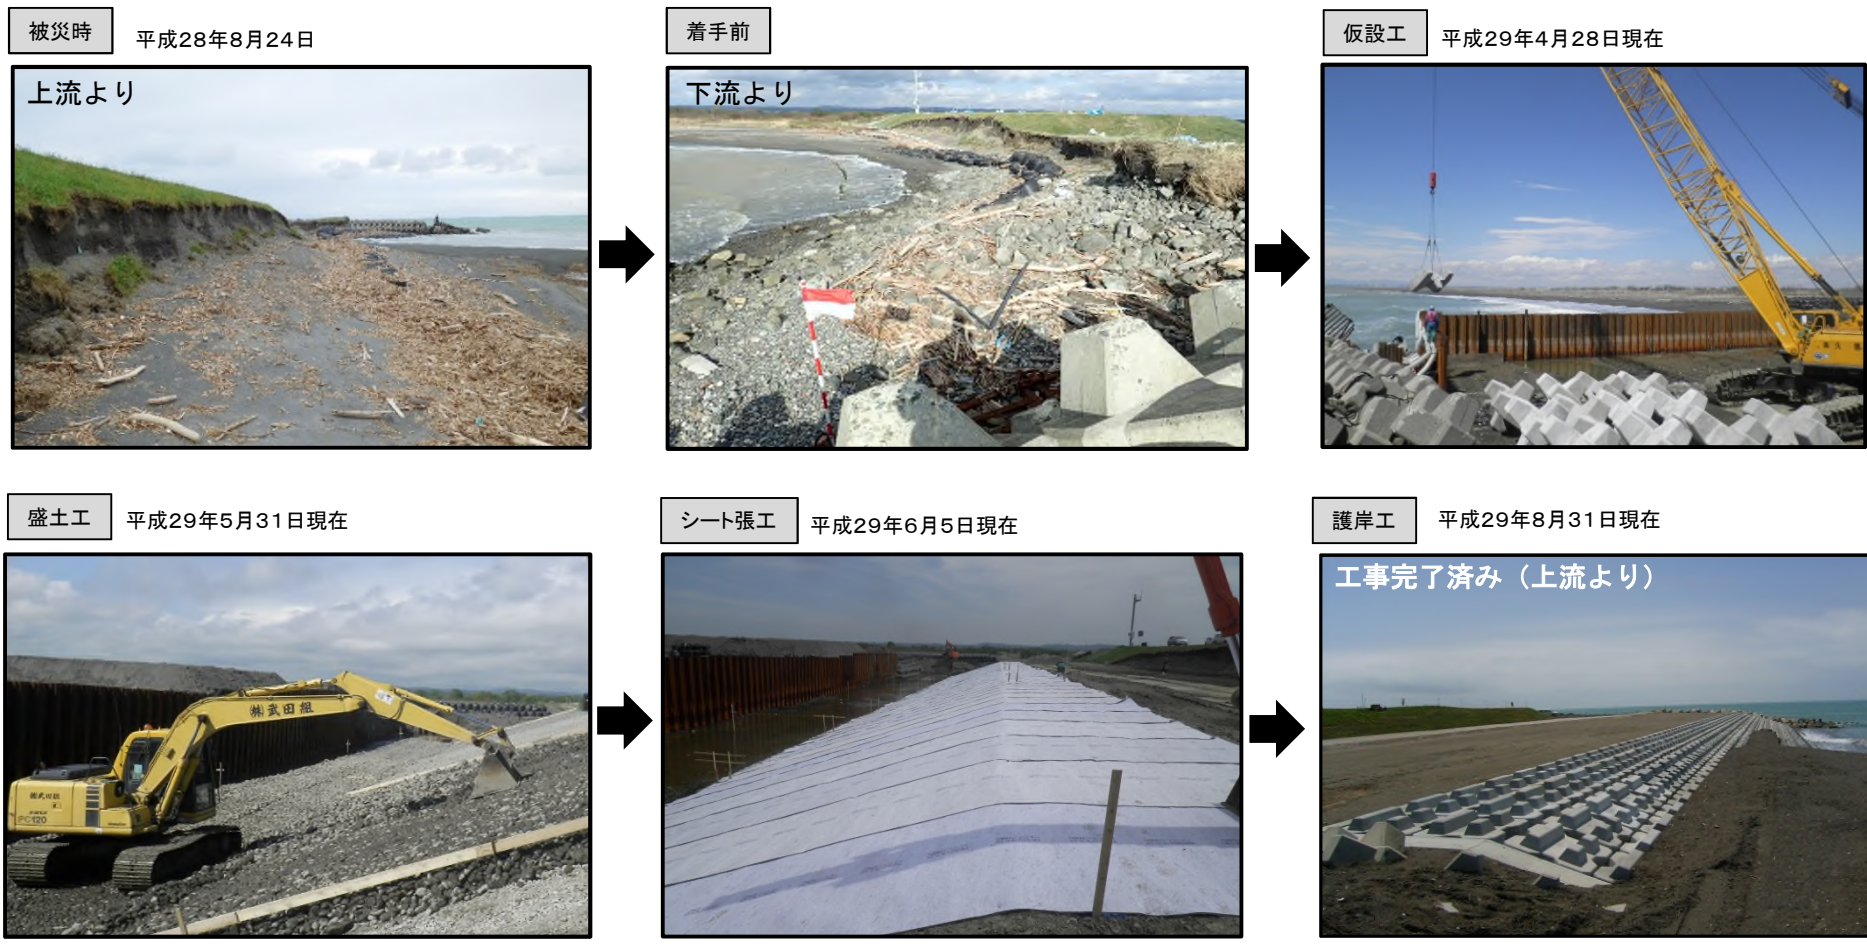 被災時
平成28年8月24日
上流より
着手前
下流より
仮設工
平成29年4月28日現在
盛土工
平成29年5月31日現在
㈱武田組
㈱武田組
PC120
シート張工
平成29年6月5日現在
護岸工
平成29年8月31日現在
工事完了済み（上流より）